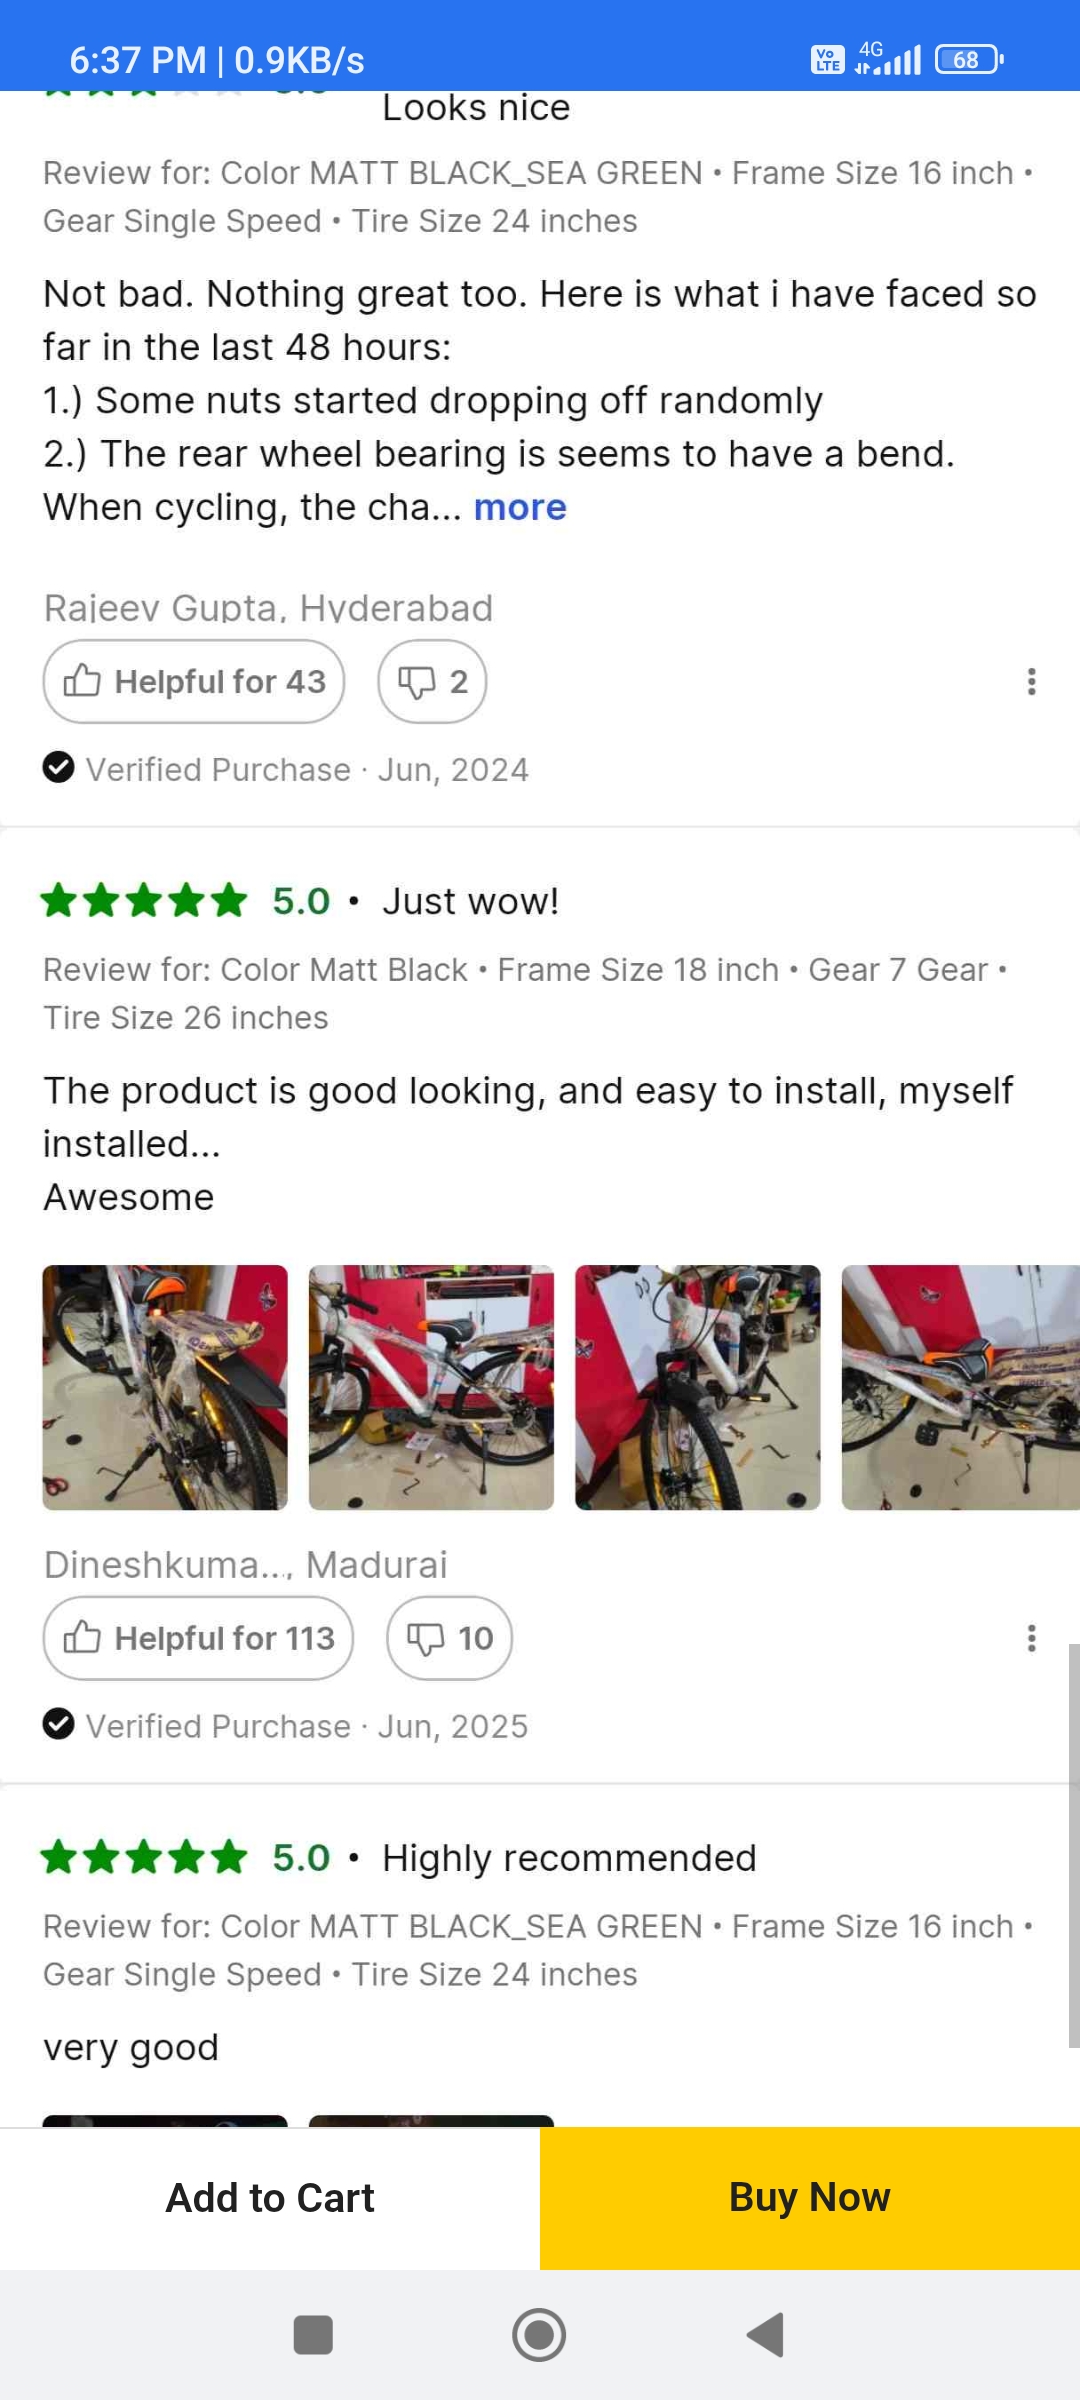 6:37 PM | 0.9KB/s
Vo LTE 4G 68
Looks nice
Review for: Color MATT BLACK_SEA GREEN • Frame Size 16 inch •
Gear Single Speed • Tire Size 24 inches
Not bad. Nothing great too. Here is what i have faced so
far in the last 48 hours:
1.) Some nuts started dropping off randomly
2.) The rear wheel bearing is seems to have a bend.
When cycling, the cha... more
Rajeev Gupta, Hyderabad
Helpful for 43 2
Verified Purchase · Jun, 2024
5.0 • Just wow!
Review for: Color Matt Black • Frame Size 18 inch • Gear 7 Gear •
Tire Size 26 inches
The product is good looking, and easy to install, myself
installed...
Awesome
Dineshkuma..., Madurai
Helpful for 113 10
Verified Purchase · Jun, 2025
5.0 • Highly recommended
Review for: Color MATT BLACK_SEA GREEN • Frame Size 16 inch •
Gear Single Speed • Tire Size 24 inches
very good
Add to Cart Buy Now